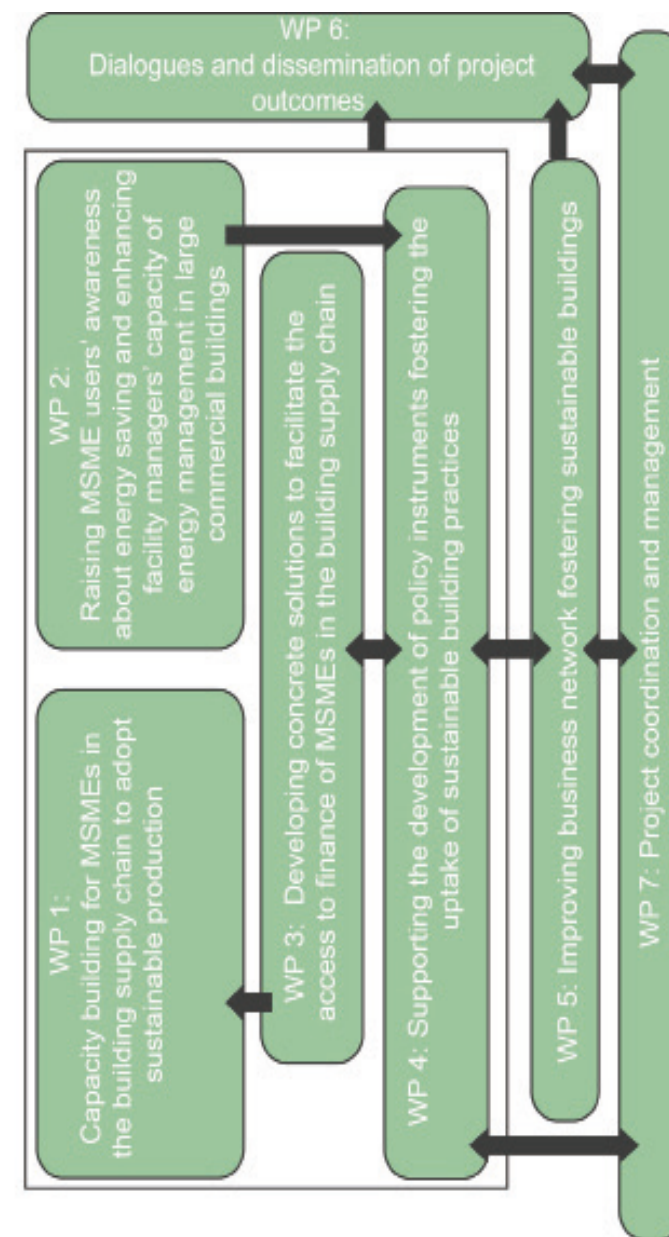 WP 6:
Dialogues and dissemination of project
outcomes
WP 1:
Capacity building for MSMEs in
the building supply chain to adopt
sustainable production
WP 2:
Raising MSME users' awareness
about energy saving and enhancing
facility managers' capacity of
energy management in large
commercial buildings
WP 3: Developing concrete solutions to facilitate the
access to finance of MSMEs in the building supply chain
WP 4: Supporting the development of policy instruments fostering the
uptake of sustainable building practices
WP 5: Improving business network fostering sustainable buildings
WP 7: Project coordination and management